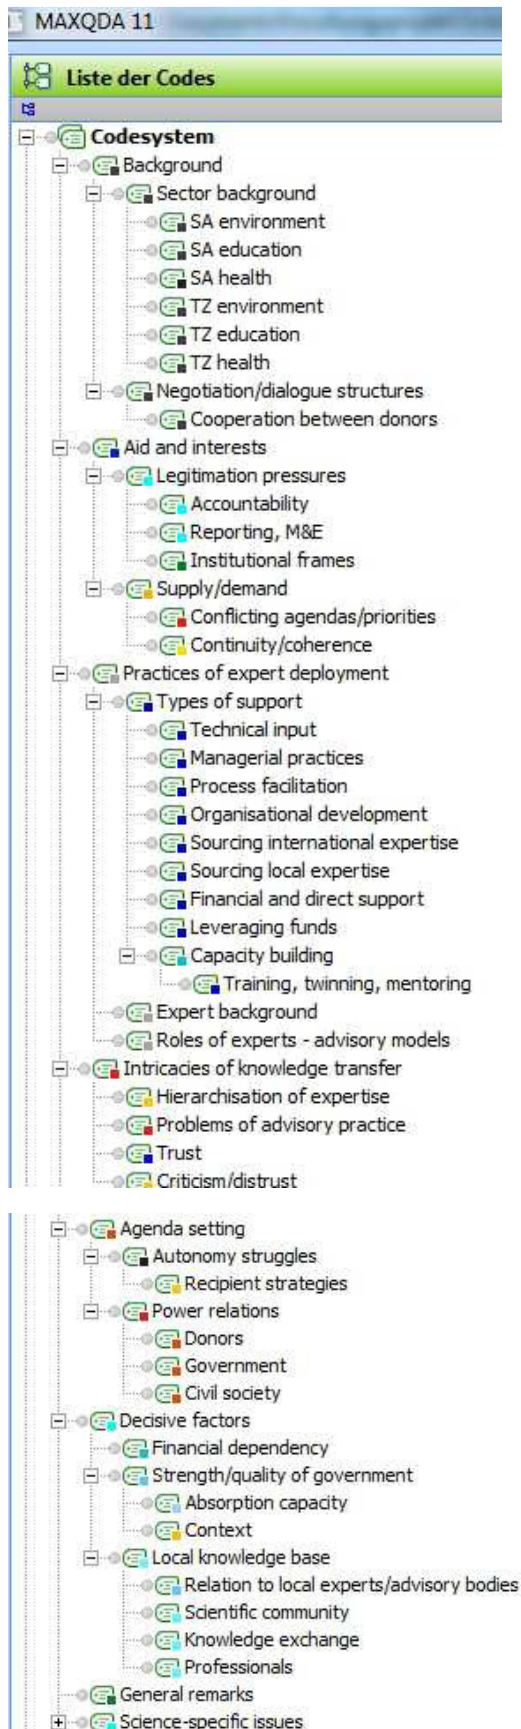 MAXQDA 11
Liste der Codes
Codesystem
Background
Sector background
SA environment
SA education
SA health
TZ environment
TZ education
TZ health
Negotiation/dialogue structures
Cooperation between donors
Aid and interests
Legitimation pressures
Accountability
Reporting, M&E
Institutional frames
Supply/demand
Conflicting agendas/priorities
Continuity/coherence
Practices of expert deployment
Types of support
Technical input
Managerial practices
Process facilitation
Organisational development
Sourcing international expertise
Sourcing local expertise
Financial and direct support
Leveraging funds
Capacity building
Training, twinning, mentoring
Expert background
Roles of experts - advisory models
Intricacies of knowledge transfer
Hierarchisation of expertise
Problems of advisory practice
Trust
Criticism/distrust
Agenda setting
Autonomy struggles
Recipient strategies
Power relations
Donors
Government
Civil society
Decisive factors
Financial dependency
Strength/quality of government
Absorption capacity
Context
Local knowledge base
Relation to local experts/advisory bodies
Scientific community
Knowledge exchange
Professionals
General remarks
Science-specific issues